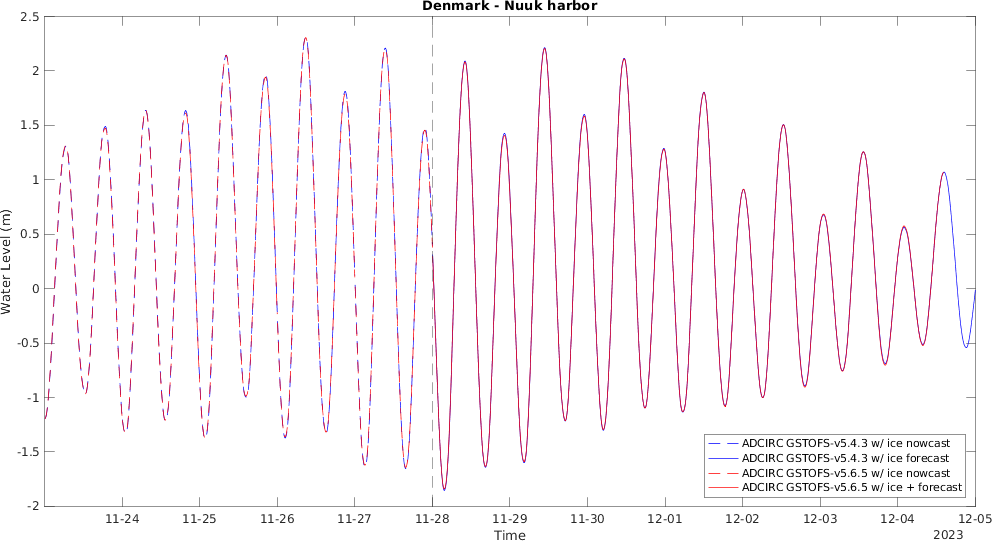 Denmark - Nuuk harbor
2.5
2
1.5
1
0.5
0
-0.5
-1
-1.5
-2
Water Level (m)
11-24 11-25 11-26 11-27 11-28 11-29 11-30 12-01 12-02 12-03 12-04 12-05
Time
2023
ADCIRC GSTOFS-v5.4.3 w/ ice nowcast
ADCIRC GSTOFS-v5.4.3 w/ ice forecast
ADCIRC GSTOFS-v5.6.5 w/ ice nowcast
ADCIRC GSTOFS-v5.6.5 w/ ice + forecast